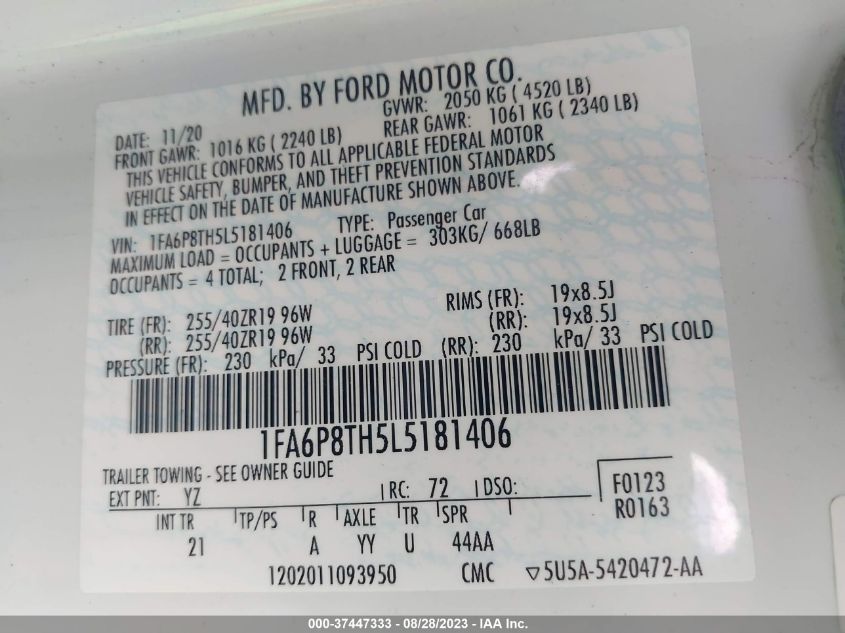 MFD. BY FORD MOTOR CO.
DATE: 11/20 GVWR: 2050 KG ( 4520 LB)
FRONT GAWR: 1016 KG ( 2240 LB) REAR GAWR: 1061 KG ( 2340 LB)
THIS VEHICLE CONFORMS TO ALL APPLICABLE FEDERAL MOTOR
VEHICLE SAFETY, BUMPER, AND THEFT PREVENTION STANDARDS
IN EFFECT ON THE DATE OF MANUFACTURE SHOWN ABOVE.
VIN: 1FA6P8TH5L5181406 TYPE: Passenger Car
MAXIMUM LOAD = OCCUPANTS + LUGGAGE = 303KG/ 668LB
OCCUPANTS = 4 TOTAL; 2 FRONT, 2 REAR
TIRE (FR): 255/40ZR19 96W RIMS (FR): 19x8.5J
(RR): 255/40ZR19 96W (RR): 19x8.5J
PRESSURE (FR): 230 kPa/ 33 PSI COLD (RR): 230 kPa/ 33 PSI COLD
1FA6P8TH5L5181406
TRAILER TOWING - SEE OWNER GUIDE
EXT PNT: YZ RC: 72 DSO: F0123
R0163
INT TR TP/PS R AXLE TR SPR
21 A YY U 44AA
1202011093950 CMC ▽5U5A-5420472-AA
000-37447333 - 08/28/2023 - IAA Inc.